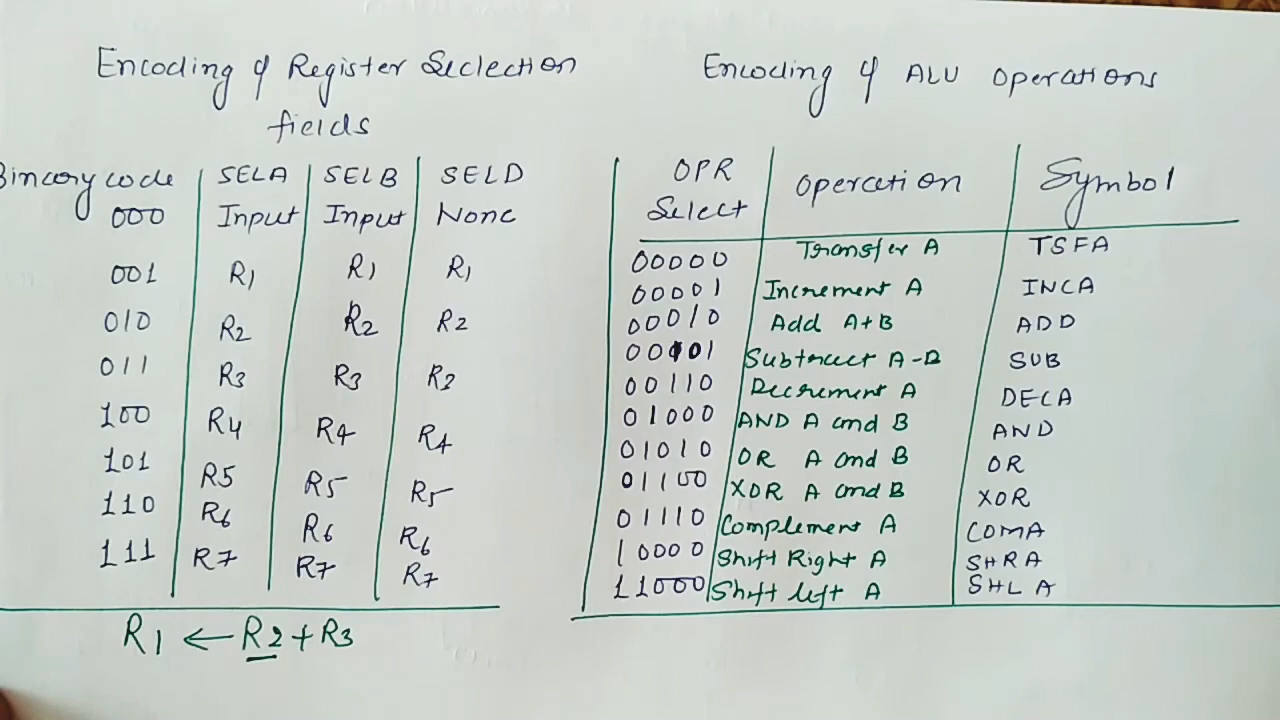 Encoding of Register Selection
fields
Binary code | SELA | SELB | SELD
000 | Input | Input | None
001 | R1 | R1 | R1
010 | R2 | R2 | R2
011 | R3 | R3 | R2
100 | R4 | R4 | R4
101 | R5 | R5 | R5
110 | R6 | R6 | R6
111 | R7 | R7 | R7
R1 ← R2 + R3
Encoding of ALU Operations
OPR Select | Operation | Symbol
00000 | Transfer A | TSFA
00001 | Increment A | INCA
00010 | Add A+B | ADD
00101 | Subtract A-B | SUB
00110 | Decrement A | DECA
01000 | AND A and B | AND
01010 | OR A and B | OR
01100 | XOR A and B | XOR
01110 | Complement A | COMA
10000 | Shift Right A | SHRA
11000 | Shift left A | SHL A